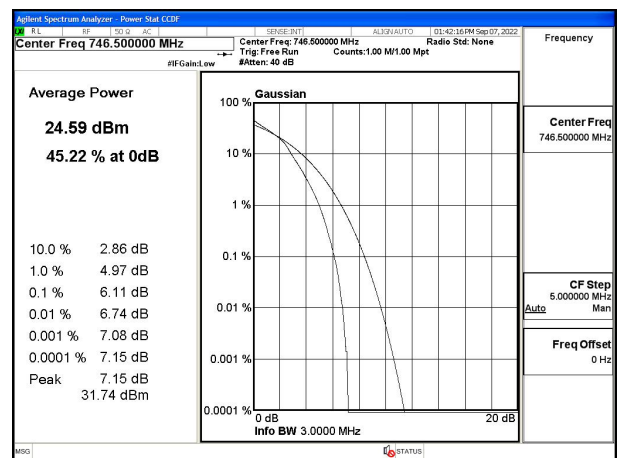 Agilent Spectrum Analyzer - Power Stat CCDF
LXI RL RF 50 Ω AC SENSE:INT ALIGN AUTO 01:42:16 PM Sep 07, 2022
Center Freq 746.500000 MHz
Center Freq: 746.500000 MHz Radio Std: None
Trig: Free Run Counts:1.00 M/1.00 Mpt
#IFGain:Low #Atten: 40 dB
Frequency
Average Power
24.59 dBm
45.22 % at 0dB
10.0 % 2.86 dB
1.0 % 4.97 dB
0.1 % 6.11 dB
0.01 % 6.74 dB
0.001 % 7.08 dB
0.0001 % 7.15 dB
Peak 7.15 dB
31.74 dBm
Gaussian
100 %
10 %
1 %
0.1 %
0.01 %
0.001 %
0.0001 %
0 dB 20 dB
Info BW 3.0000 MHz
Center Freq
746.500000 MHz
CF Step
5.000000 MHz
Auto Man
Freq Offset
0 Hz
MSG STATUS